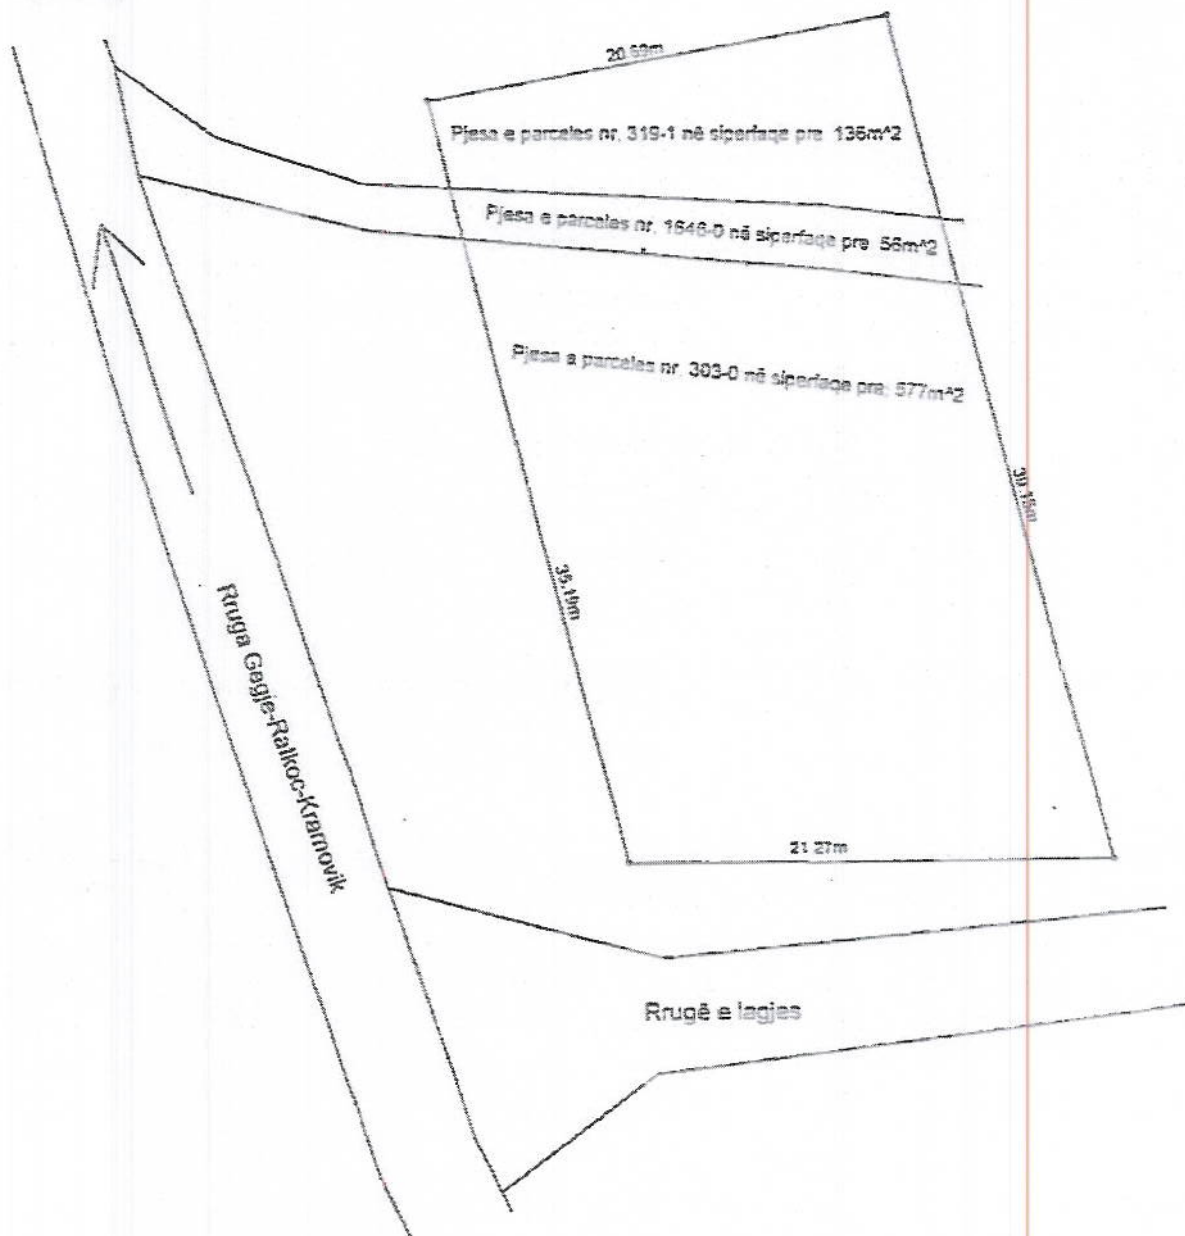 20.69m
Pjesa e parceles nr. 319-1 në siperfaqe pre 136m^2
Pjesa e parceles nr. 1646-0 në siperfaqe pre 56m^2
Pjesa e parceles nr. 303-0 në siperfaqe pre: 577m^2
39.15m
35.19m
Rruga Gegje-Ratkoc-Kramovik
21.27m
Rrugë e lagjes